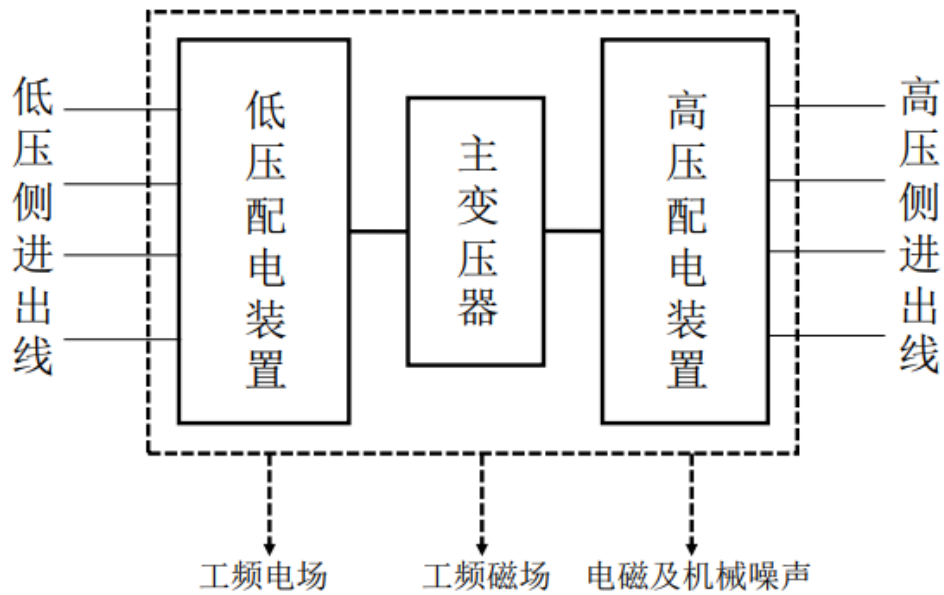 低压侧进出线
低压配电装置
主变压器
高压配电装置
高压侧进出线
工频电场
工频磁场
电磁及机械噪声